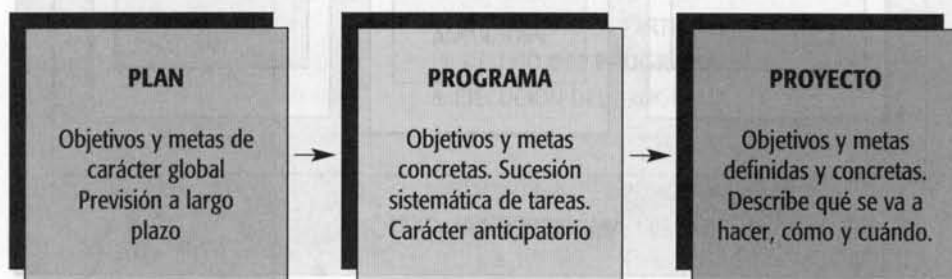 PLAN
Objetivos y metas de
carácter global
Previsión a largo
plazo
PROGRAMA
Objetivos y metas
concretas. Sucesión
sistemática de tareas.
Carácter anticipatorio
PROYECTO
Objetivos y metas
definidas y concretas.
Describe qué se va a
hacer, cómo y cuándo.